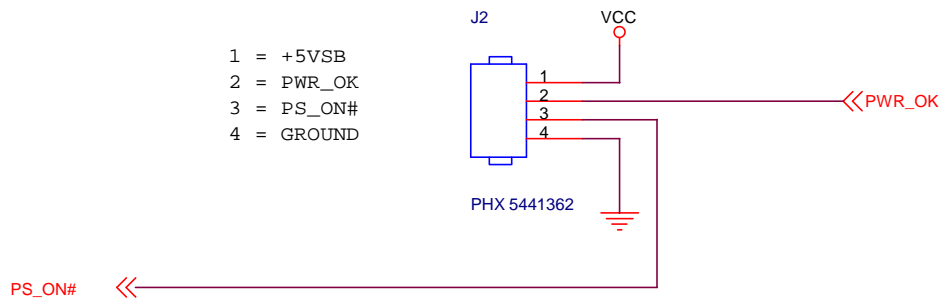 J2
VCC
1 = +5VSB
2 = PWR_OK
3 = PS_ON#
4 = GROUND
1
2
3
4
PWR_OK
PHX 5441362
PS_ON#